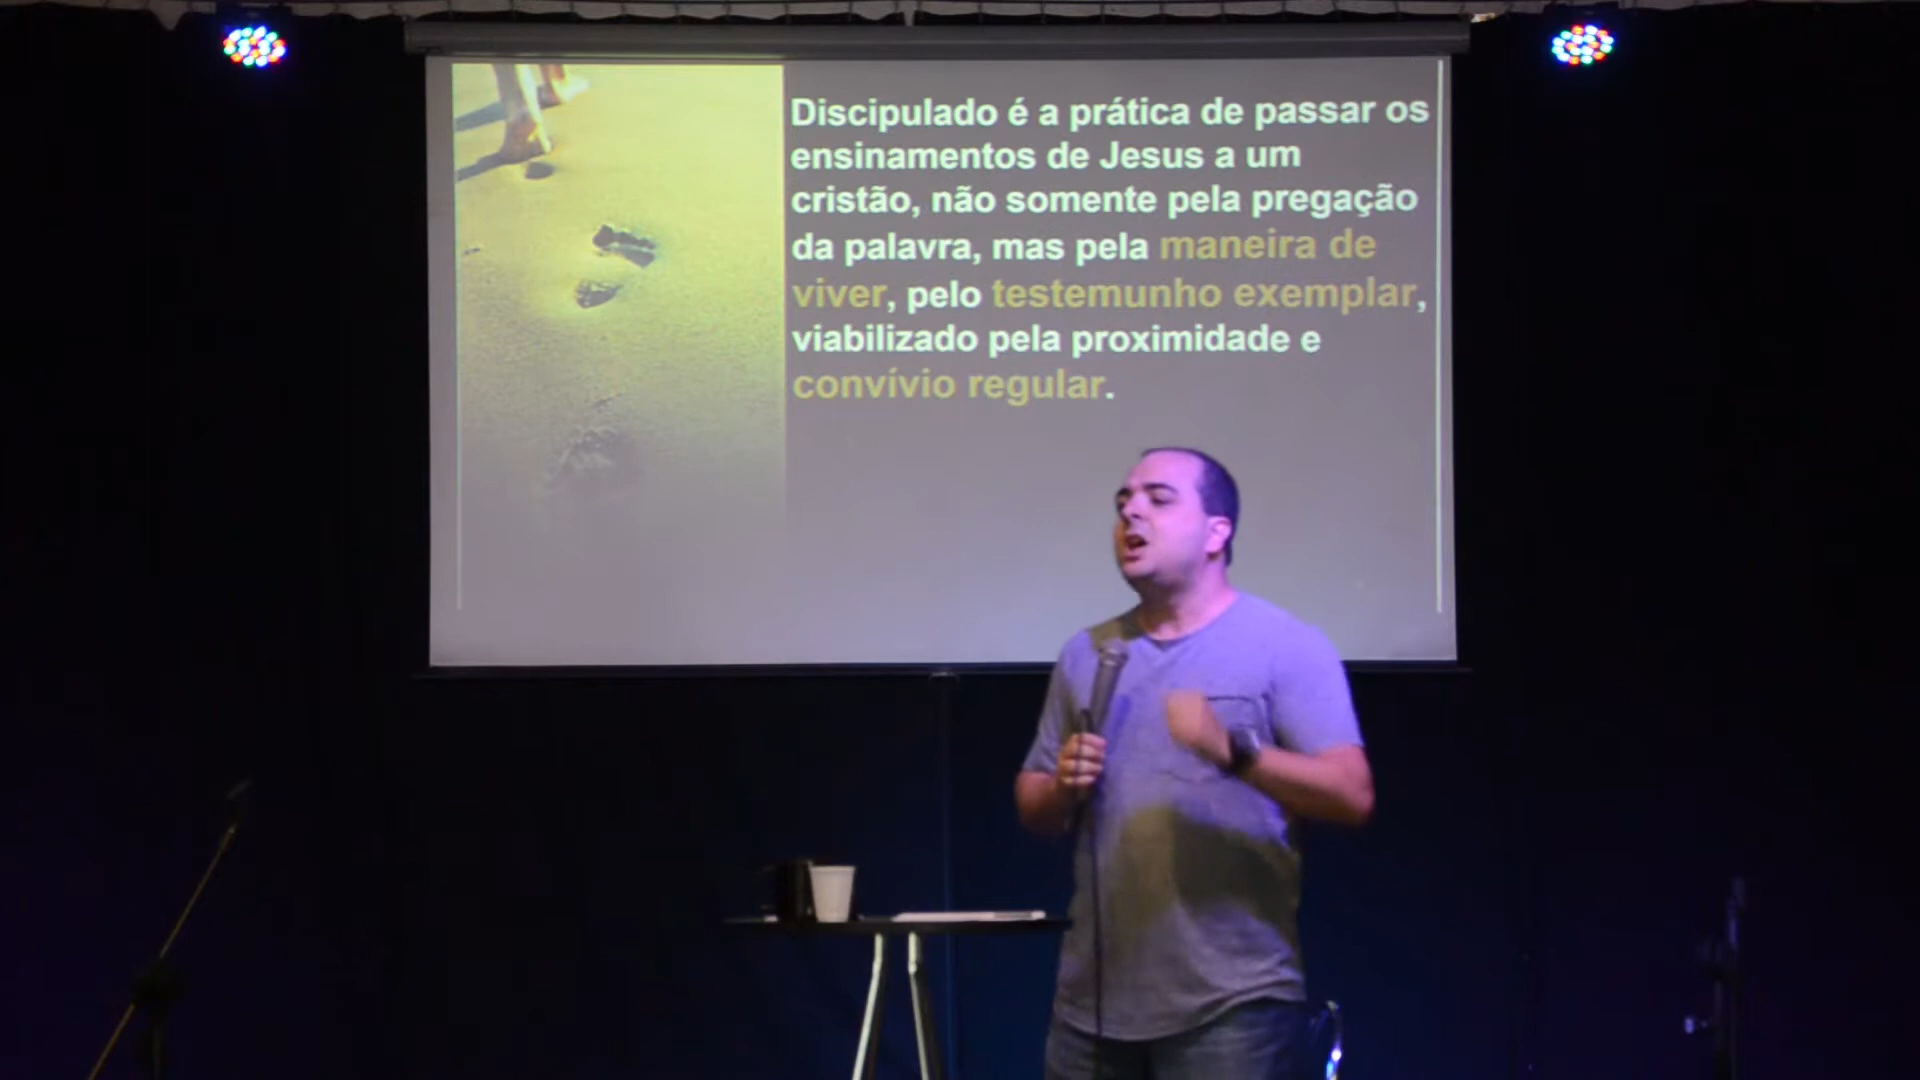 Discipulado é a prática de passar os
ensinamentos de Jesus a um
cristão, não somente pela pregação
da palavra, mas pela maneira de
viver, pelo testemunho exemplar,
viabilizado pela proximidade e
convívio regular.